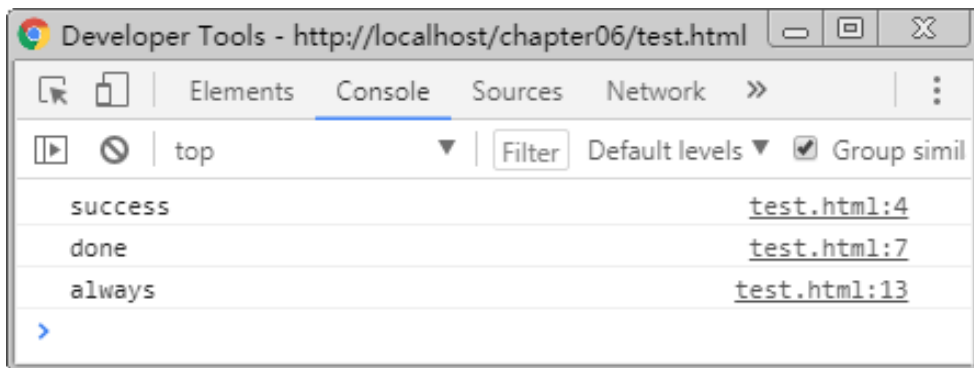 Developer Tools - http://localhost/chapter06/test.html
Elements Console Sources Network »
top Filter Default levels Group simil
success test.html:4
done test.html:7
always test.html:13
>